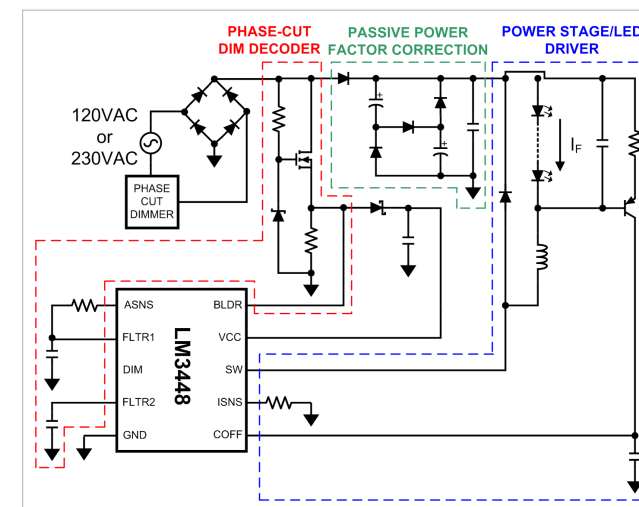 PHASE-CUT
DIM DECODER
PASSIVE POWER
FACTOR CORRECTION
POWER STAGE/LED
DRIVER
120VAC
or
230VAC
PHASE
CUT
DIMMER
+
+
IF
ASNS
FLTR1
DIM
FLTR2
GND
LM3448
BLDR
VCC
SW
ISNS
COFF